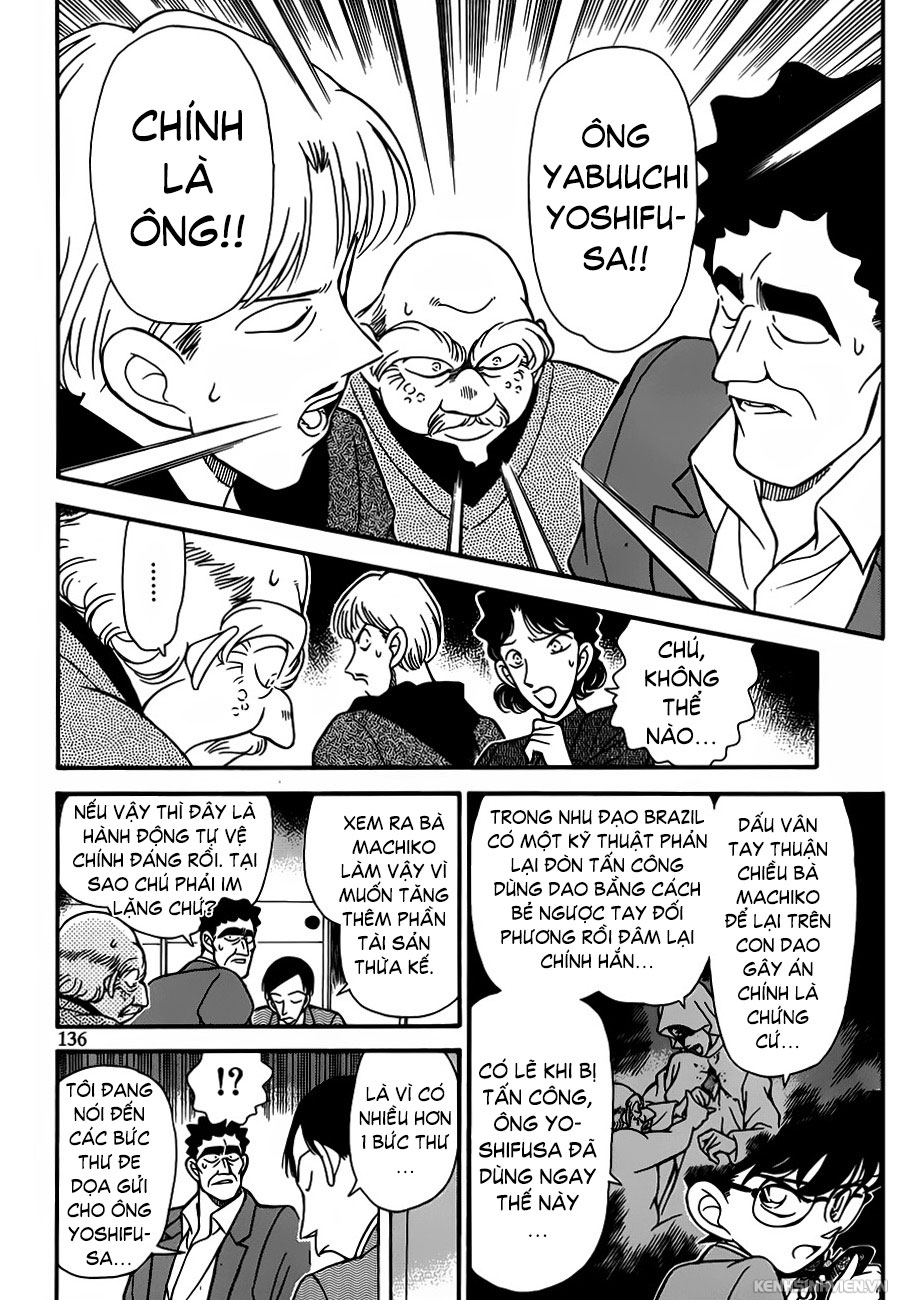 ÔNG
YABUUCHI
YOSHIFU-
SA!!
CHÍNH
LÀ
ÔNG!!
CHÚ,
KHÔNG
THỂ
NÀO...
......
DẤU VÂN
TAY THUẬN
CHIỀU BÀ
MACHIKO
ĐỂ LẠI TRÊN
CON DAO
GÂY ÁN
CHÍNH LÀ
CHỨNG
CỨ...
TRONG NHU ĐẠO BRAZIL
CÓ MỘT KỸ THUẬT PHẢN
LẠI ĐÒN TẤN CÔNG
DÙNG DAO BẰNG CÁCH
BẺ NGƯỢC TAY ĐỐI
PHƯƠNG RỒI ĐÂM LẠI
CHÍNH HẮN...
CÓ LẼ KHI BỊ
TẤN CÔNG,
ÔNG YO-
SHIFUSA ĐÃ
DÙNG NGAY
THẾ NÀY
...
XEM RA BÀ
MACHIKO
LÀM VẬY VÌ
MUỐN TĂNG
THÊM PHẦN
TÀI SẢN
THỪA KẾ.
NẾU VẬY THÌ ĐÂY LÀ
HÀNH ĐỘNG TỰ VỆ
CHÍNH ĐÁNG RỒI. TẠI
SAO CHÚ PHẢI IM
LẶNG CHỨ?
136
LÀ VÌ CÓ
NHIỀU HƠN
1 BỨC THƯ
...
!?
TÔI ĐANG
NÓI ĐẾN
CÁC BỨC
THƯ ĐE
DỌA GỬI
CHO ÔNG
YOSHIFU-
SA...
KENHSINHVIEN.VN